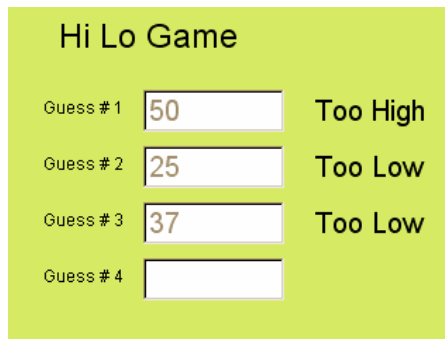 Hi Lo Game
Guess # 1 50 Too High
Guess # 2 25 Too Low
Guess # 3 37 Too Low
Guess # 4